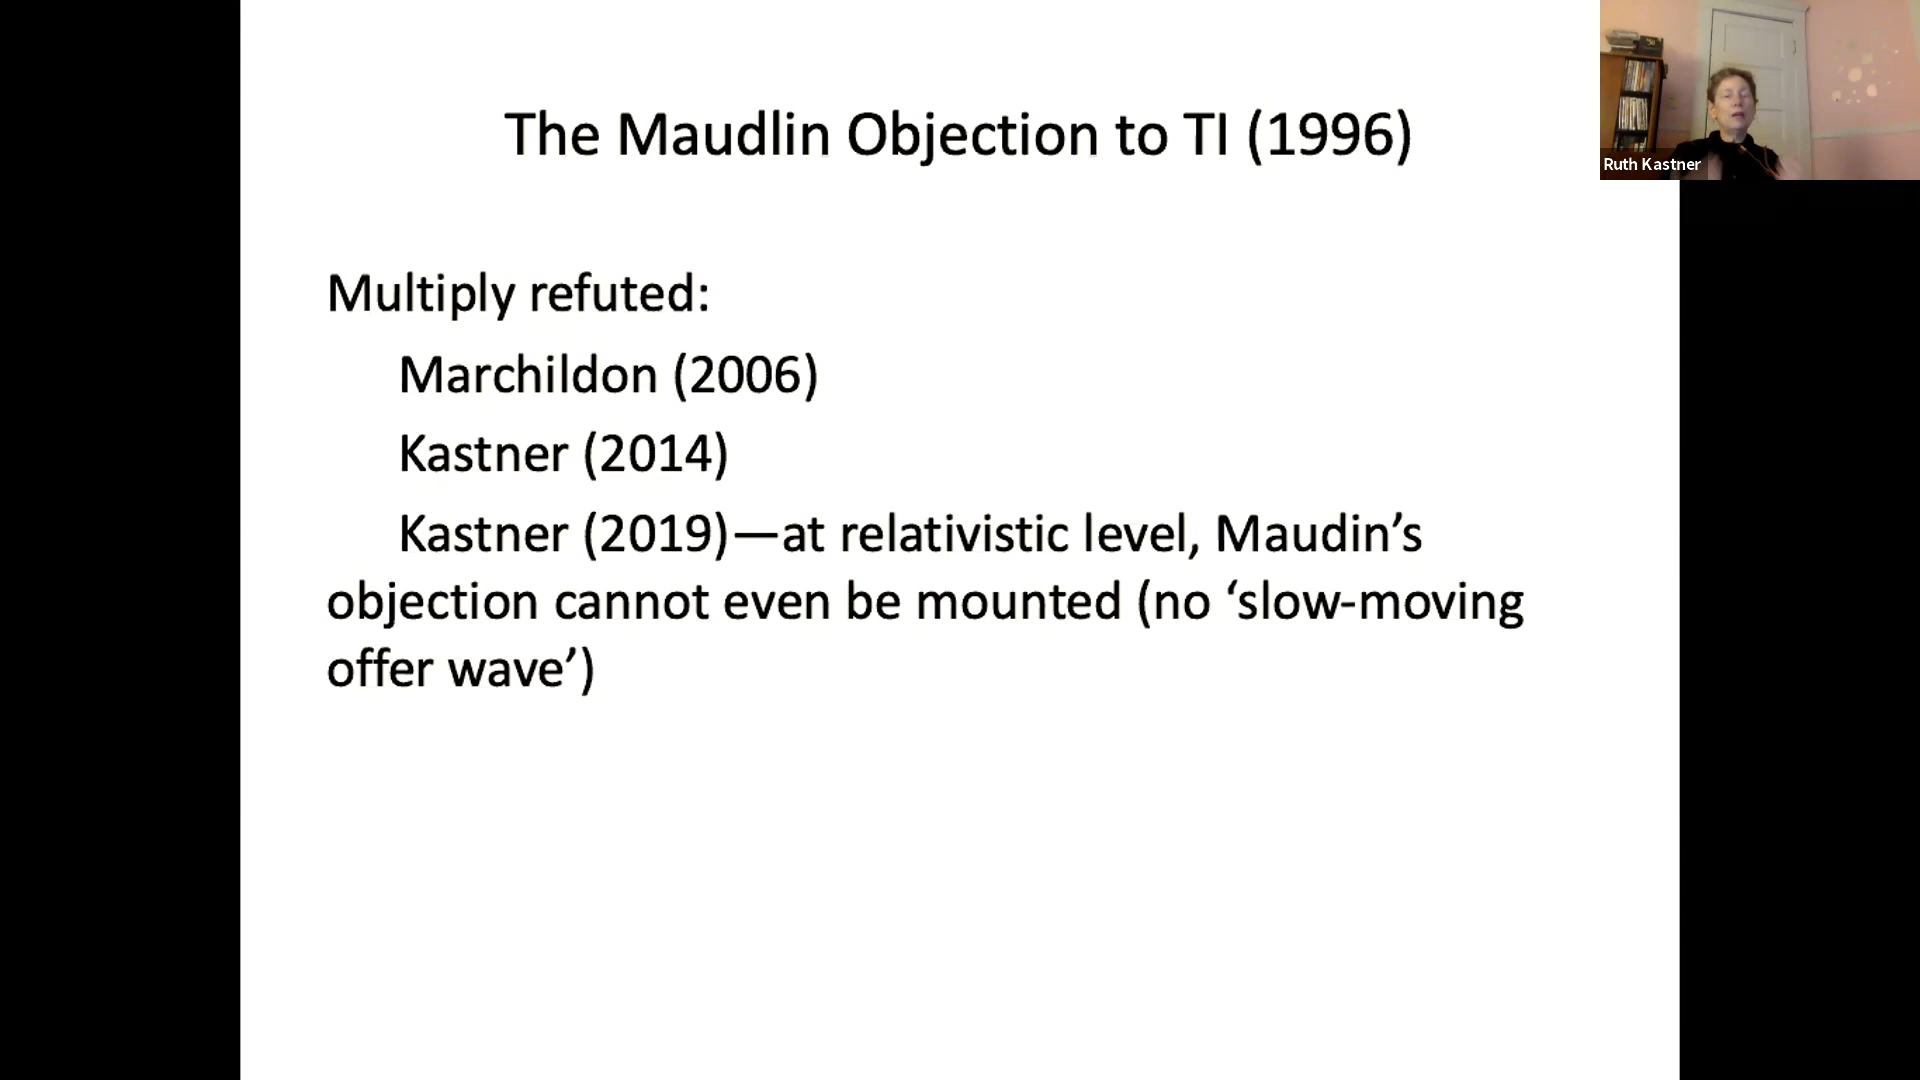 The Maudlin Objection to TI (1996)
Ruth Kastner
Multiply refuted:
Marchildon (2006)
Kastner (2014)
Kastner (2019)—at relativistic level, Maudin’s
objection cannot even be mounted (no ‘slow-moving
offer wave’)